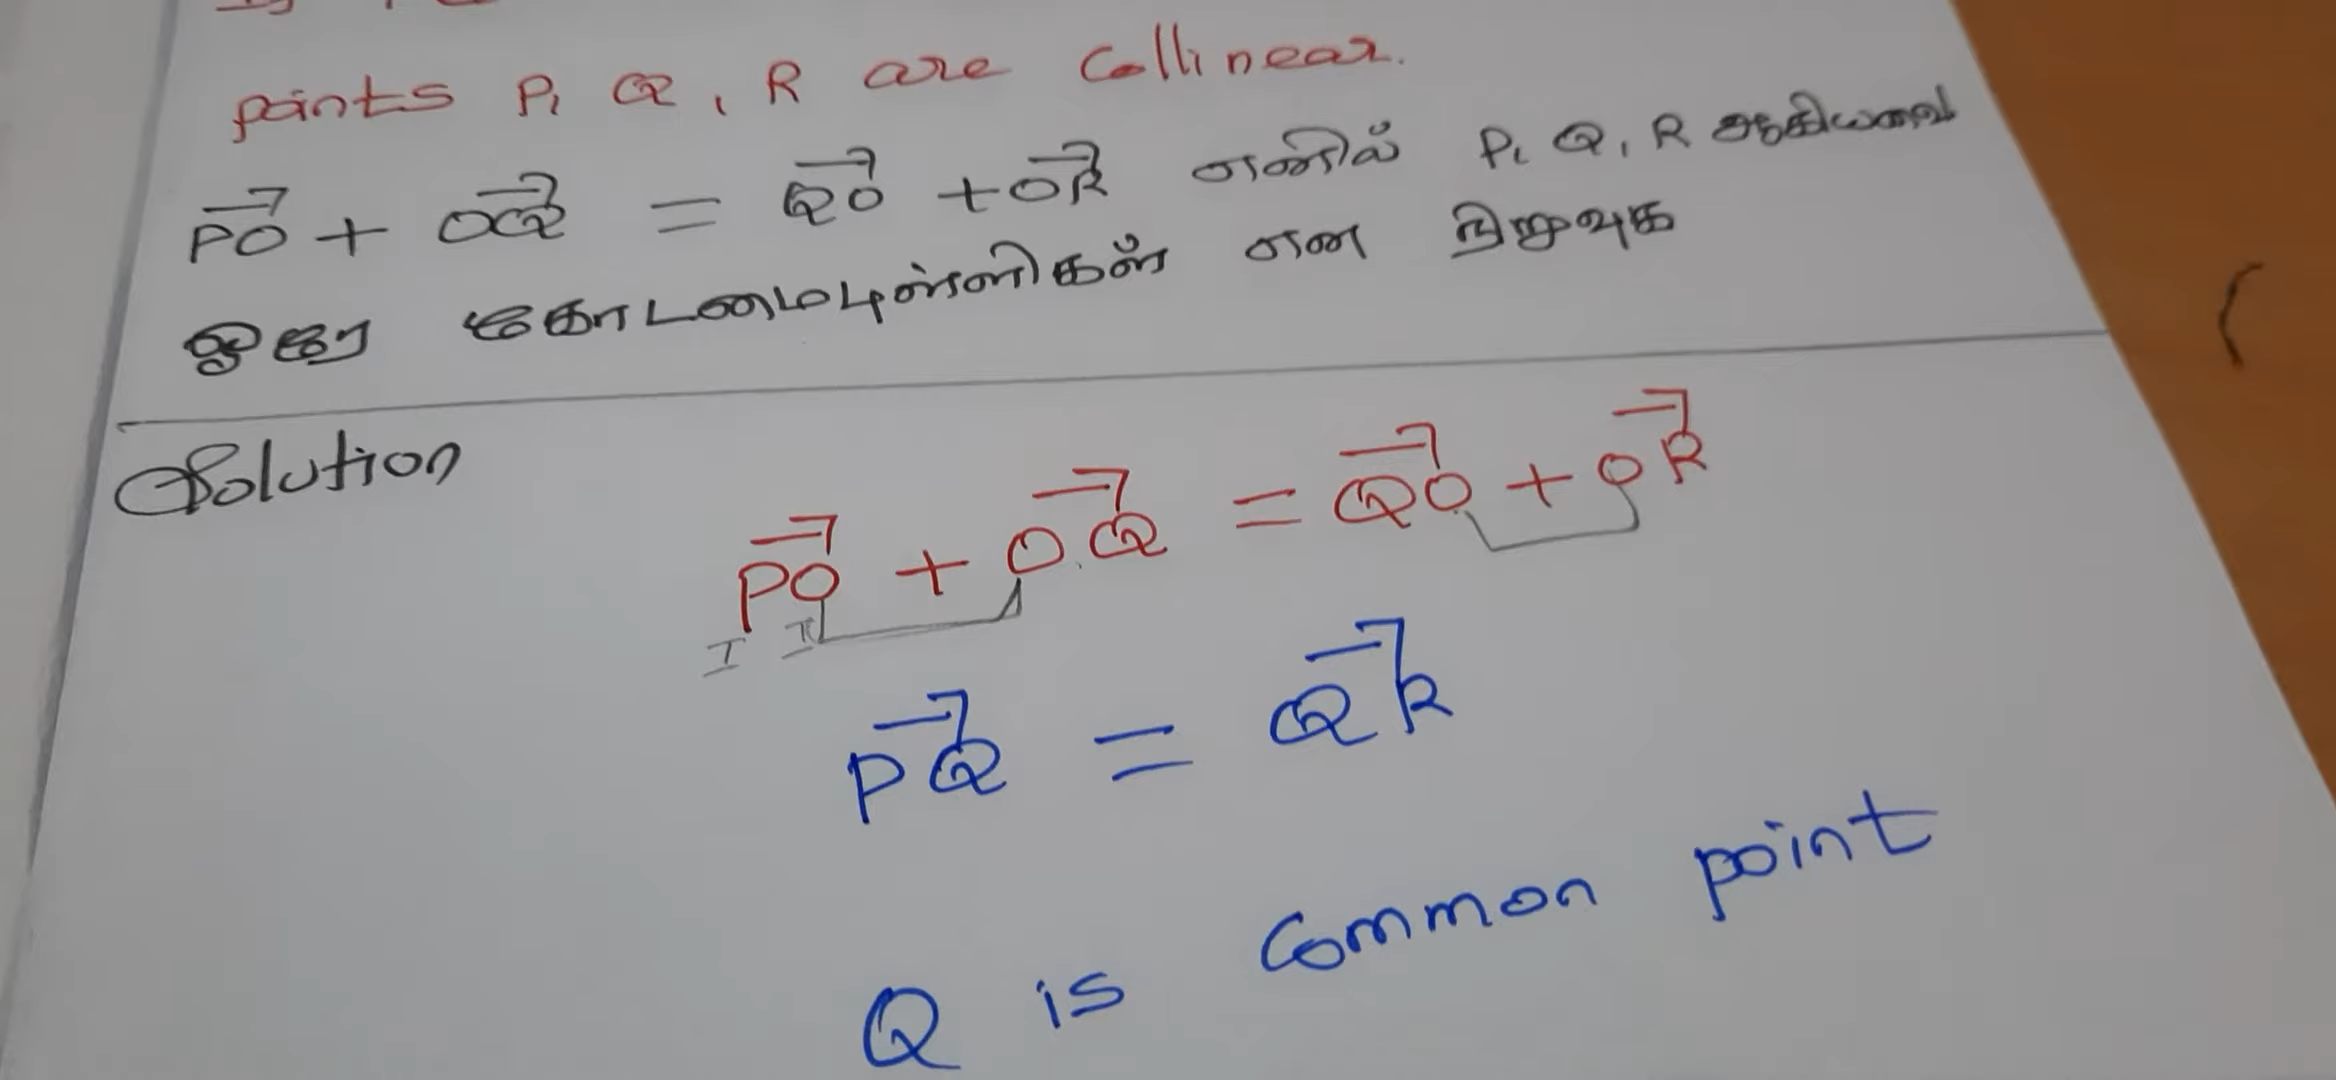 points P, Q, R are Collinear.
PO + OQ = QO + OR எனில் P, Q, R ஆகியவை
ஒரே கோடமைபுள்ளிகள் என நிறுவுக
Solution
PO + OQ = QO + OR
I II
PQ = QR
Q is common point